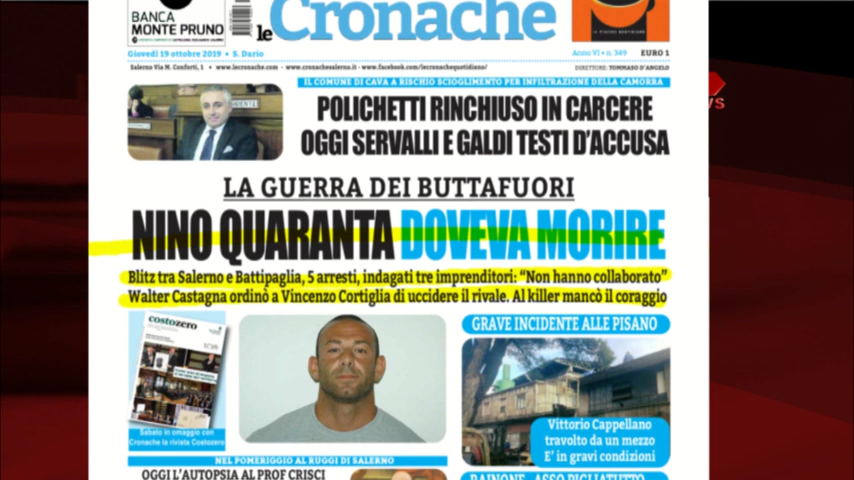 BANCA
MONTE PRUNO
le Cronache
Giovedì 19 ottobre 2019 • S. Dario
Anno VI • n. 349
EURO 1
Salerno Via M. Conforti, 1 • www.lecronache.com • www.cronachesalerno.it • www.facebook.com/lecronachequotidiano/
DIRETTORE: TOMMASO D'ANGELO
IL COMUNE DI CAVA A RISCHIO SCIOGLIMENTO PER INFILTRAZIONE DELLA CAMORRA
POLICHETTI RINCHIUSO IN CARCERE
OGGI SERVALLI E GALDI TESTI D'ACCUSA
LA GUERRA DEI BUTTAFUORI
NINO QUARANTA DOVEVA MORIRE
Blitz tra Salerno e Battipaglia, 5 arresti, indagati tre imprenditori: "Non hanno collaborato"
Walter Castagna ordinò a Vincenzo Cortiglia di uccidere il rivale. Al killer mancò il coraggio
costozero
Sabato in omaggio con
Cronache la rivista Costozero
GRAVE INCIDENTE ALLE PISANO
Vittorio Cappellano
travolto da un mezzo
E' in gravi condizioni
NEL POMERIGGIO AL RUGGI DI SALERNO
OGGI L'AUTOPSIA AL PROF CRISCI